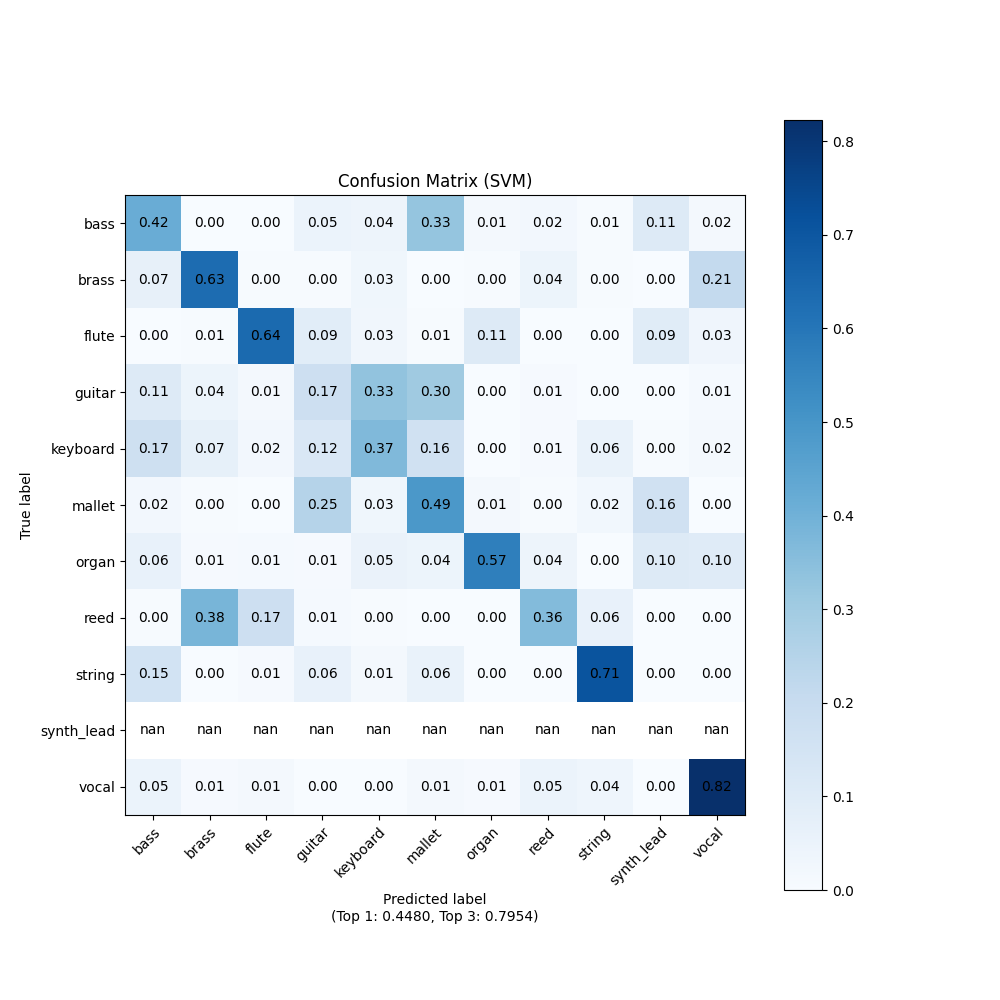 Confusion Matrix (SVM)
True label
bass 0.42 0.00 0.00 0.05 0.04 0.33 0.01 0.02 0.01 0.11 0.02
brass 0.07 0.63 0.00 0.00 0.03 0.00 0.00 0.04 0.00 0.00 0.21
flute 0.00 0.01 0.64 0.09 0.03 0.01 0.11 0.00 0.00 0.09 0.03
guitar 0.11 0.04 0.01 0.17 0.33 0.30 0.00 0.01 0.00 0.00 0.01
keyboard 0.17 0.07 0.02 0.12 0.37 0.16 0.00 0.01 0.06 0.00 0.02
mallet 0.02 0.00 0.00 0.25 0.03 0.49 0.01 0.00 0.02 0.16 0.00
organ 0.06 0.01 0.01 0.01 0.05 0.04 0.57 0.04 0.00 0.10 0.10
reed 0.00 0.38 0.17 0.01 0.00 0.00 0.00 0.36 0.06 0.00 0.00
string 0.15 0.00 0.01 0.06 0.01 0.06 0.00 0.00 0.71 0.00 0.00
synth_lead nan nan nan nan nan nan nan nan nan nan nan
vocal 0.05 0.01 0.01 0.00 0.00 0.01 0.01 0.05 0.04 0.00 0.82
bass brass flute guitar keyboard mallet organ reed string synth_lead vocal
Predicted label
(Top 1: 0.4480, Top 3: 0.7954)
0.8
0.7
0.6
0.5
0.4
0.3
0.2
0.1
0.0